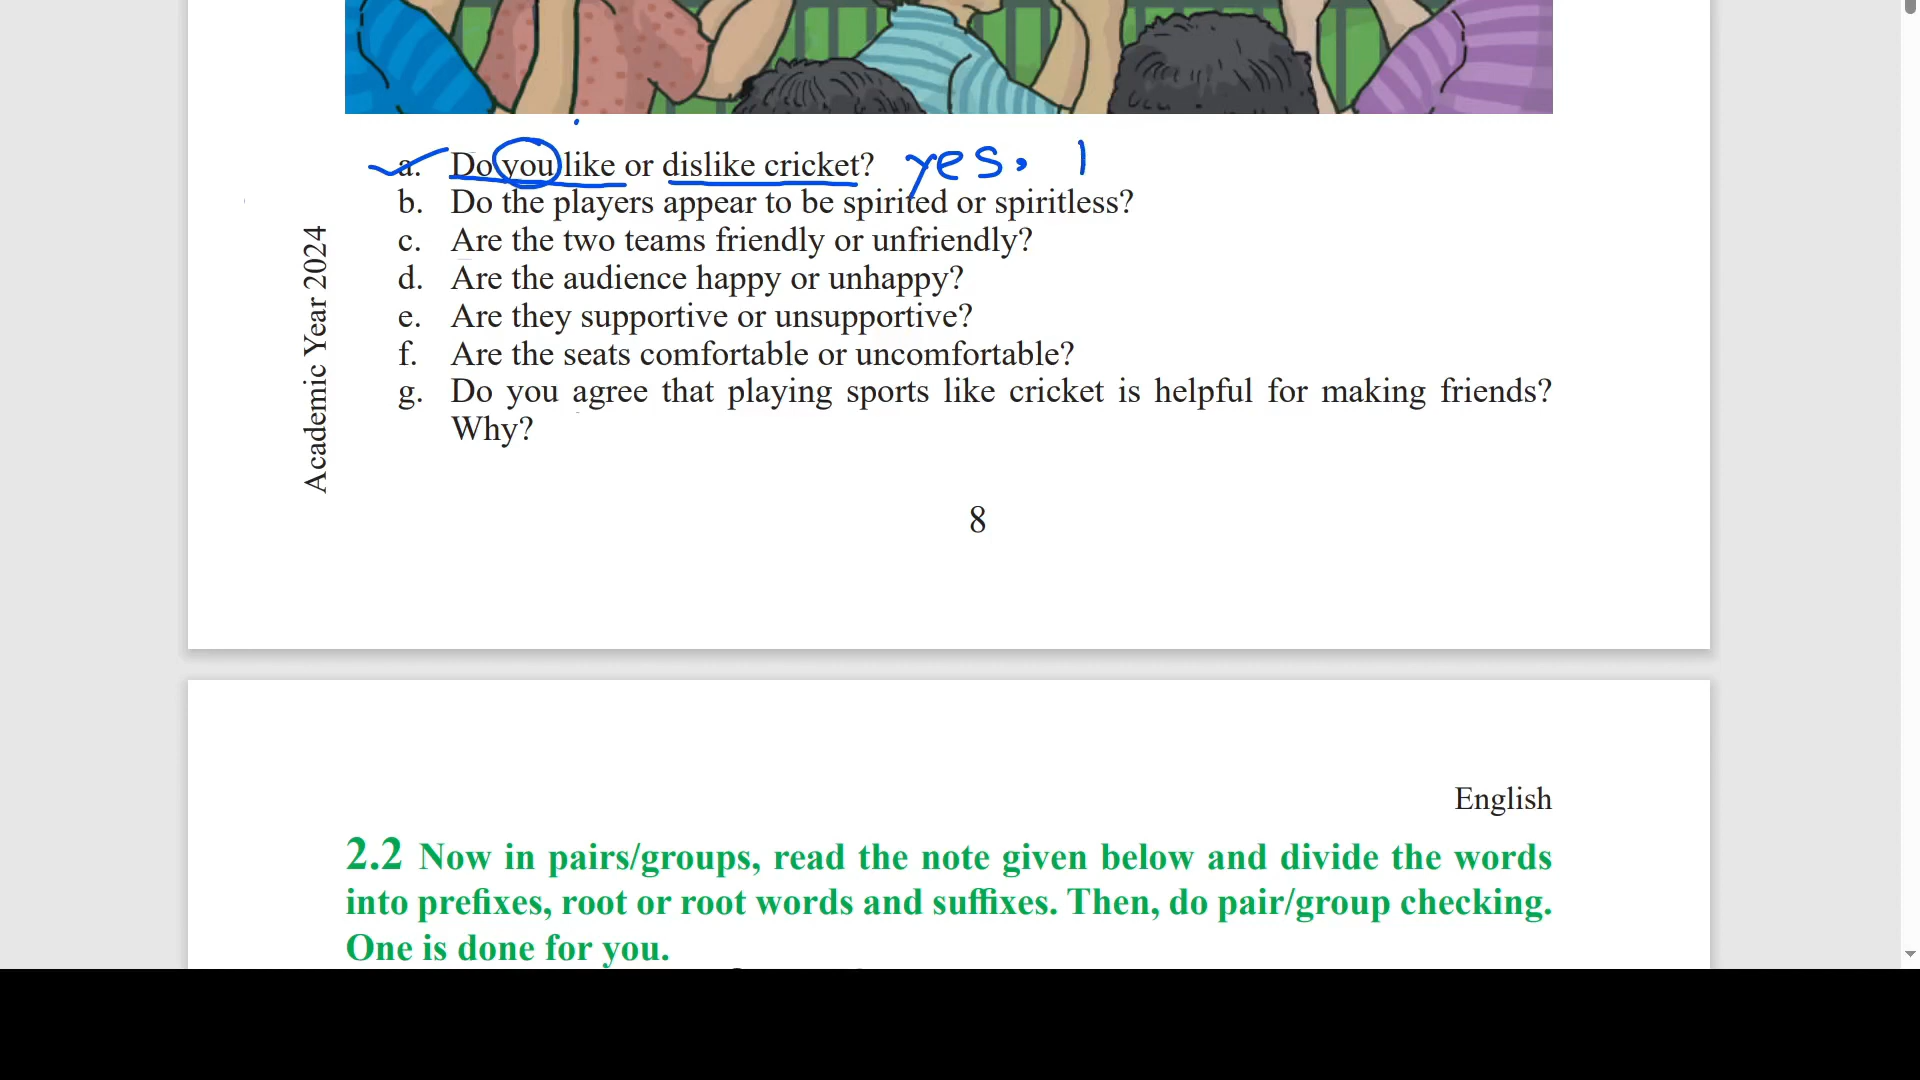 a. Do you like or dislike cricket? yes, I
b. Do the players appear to be spirited or spiritless?
c. Are the two teams friendly or unfriendly?
d. Are the audience happy or unhappy?
e. Are they supportive or unsupportive?
f. Are the seats comfortable or uncomfortable?
g. Do you agree that playing sports like cricket is helpful for making friends?
Why?
Academic Year 2024
8
English
2.2 Now in pairs/groups, read the note given below and divide the words
into prefixes, root or root words and suffixes. Then, do pair/group checking.
One is done for you.